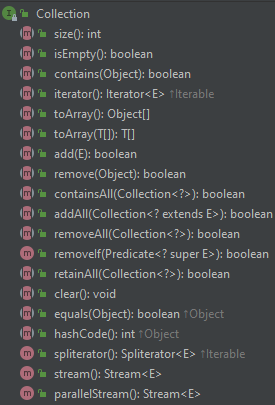 Collection
size(): int
isEmpty(): boolean
contains(Object): boolean
iterator(): Iterator<E> ↑Iterable
toArray(): Object[]
toArray(T[]): T[]
add(E): boolean
remove(Object): boolean
containsAll(Collection<?>): boolean
addAll(Collection<? extends E>): boolean
removeAll(Collection<?>): boolean
removeIf(Predicate<? super E>): boolean
retainAll(Collection<?>): boolean
clear(): void
equals(Object): boolean ↑Object
hashCode(): int ↑Object
spliterator(): Spliterator<E> ↑Iterable
stream(): Stream<E>
parallelStream(): Stream<E>